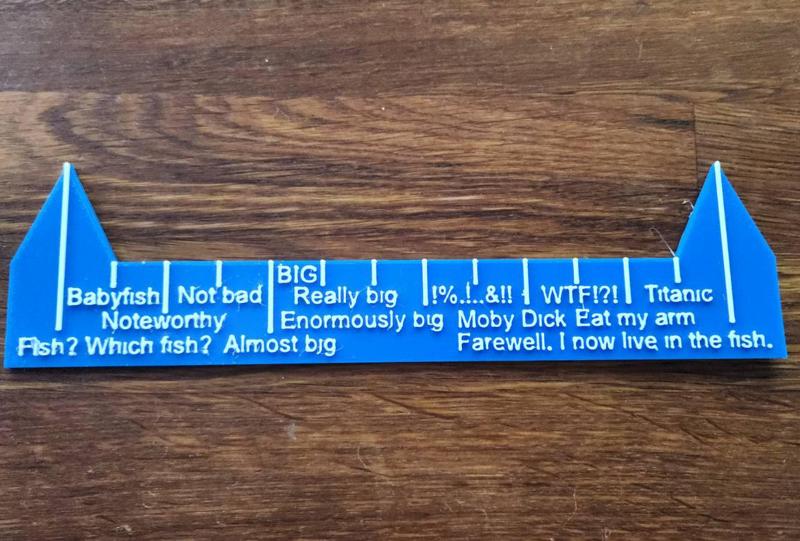 BIG
Babyfish Not bad Really big !%.!..&!! WTF!?! Titanic
Noteworthy Enormously big Moby Dick Eat my arm
Fish? Which fish? Almost big Farewell. I now live in the fish.